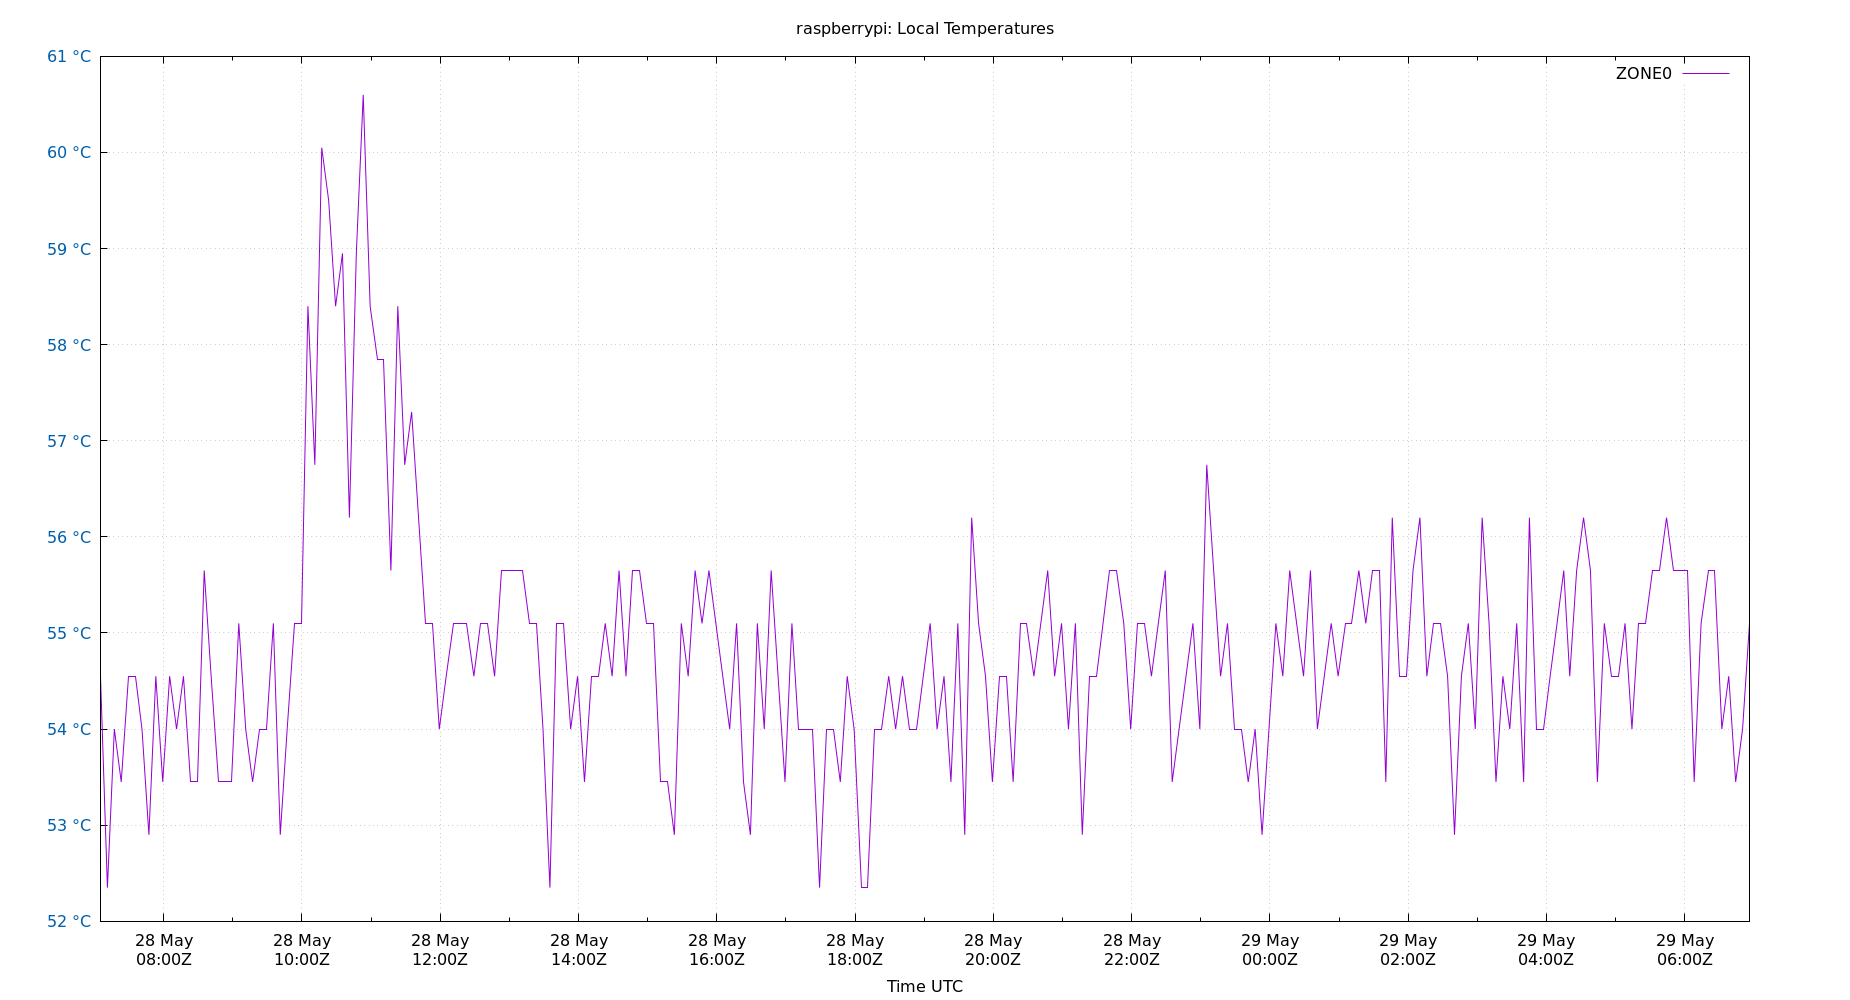 raspberrypi: Local Temperatures
61 °C
ZONE0
60 °C
59 °C
58 °C
57 °C
56 °C
55 °C
54 °C
53 °C
52 °C
28 May 28 May 28 May 28 May 28 May 28 May 28 May 28 May 29 May 29 May 29 May 29 May
08:00Z 10:00Z 12:00Z 14:00Z 16:00Z 18:00Z 20:00Z 22:00Z 00:00Z 02:00Z 04:00Z 06:00Z
Time UTC